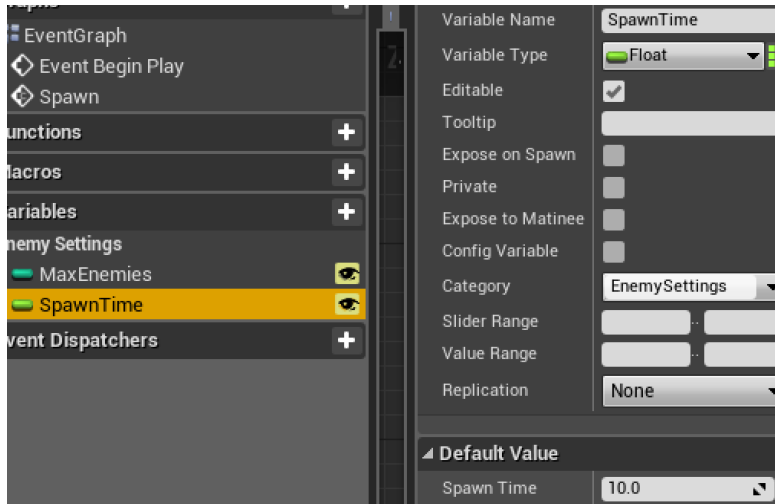 EventGraph
Event Begin Play
Spawn
unctions
Macros
ariables
nemy Settings
MaxEnemies
SpawnTime
vent Dispatchers
Variable Name SpawnTime
Variable Type Float
Editable
Tooltip
Expose on Spawn
Private
Expose to Matinee
Config Variable
Category EnemySettings
Slider Range ..
Value Range ..
Replication None
Default Value
Spawn Time 10.0